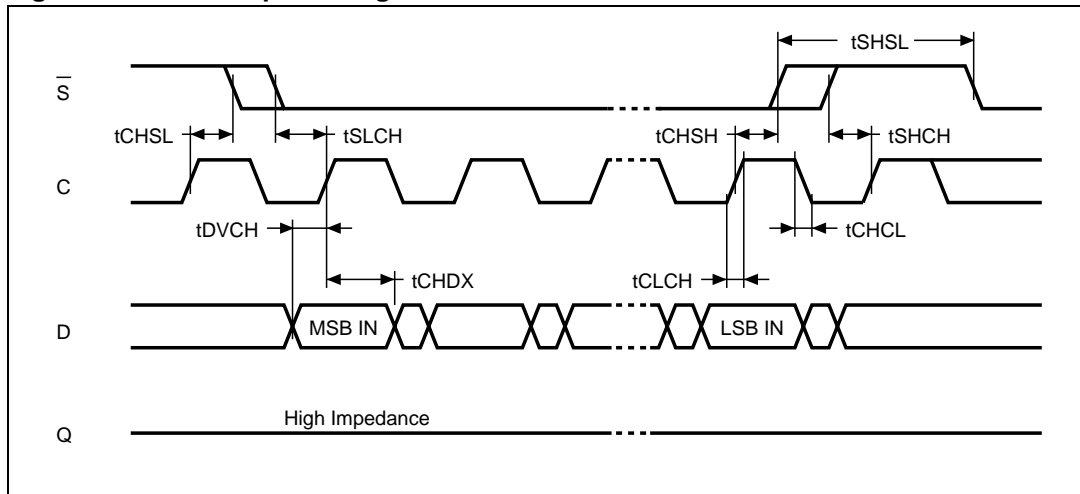 tSHSL
S̅
tCHSL
tSLCH
tCHSH
tSHCH
C
tDVCH
tCHCL
tCHDX
tCLCH
D
MSB IN
LSB IN
High Impedance
Q